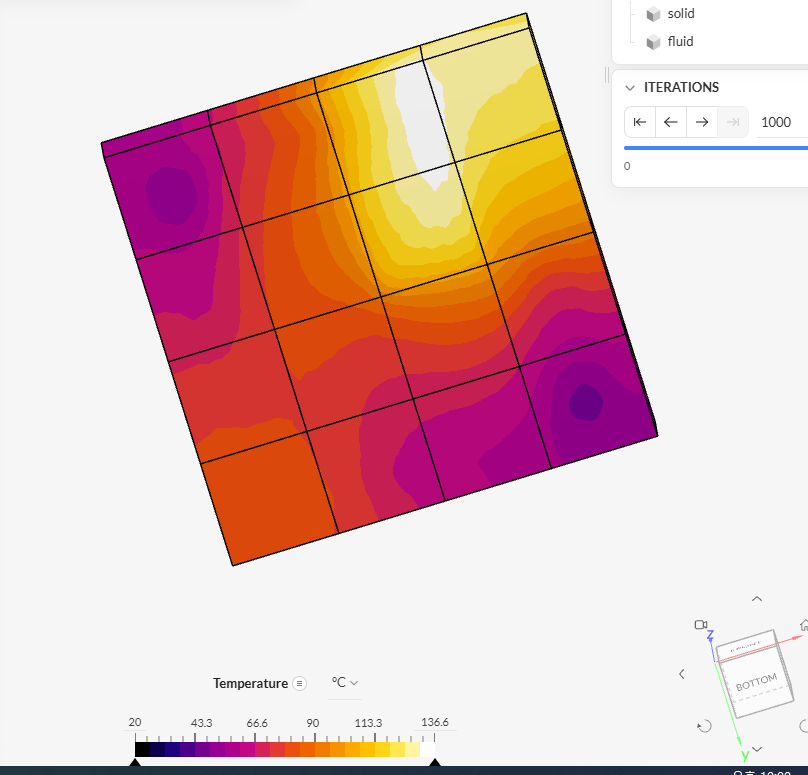 solid
fluid
ITERATIONS
1000
0
Z
BOTTOM
y
Temperature
°C
20 43.3 66.6 90 113.3 136.6